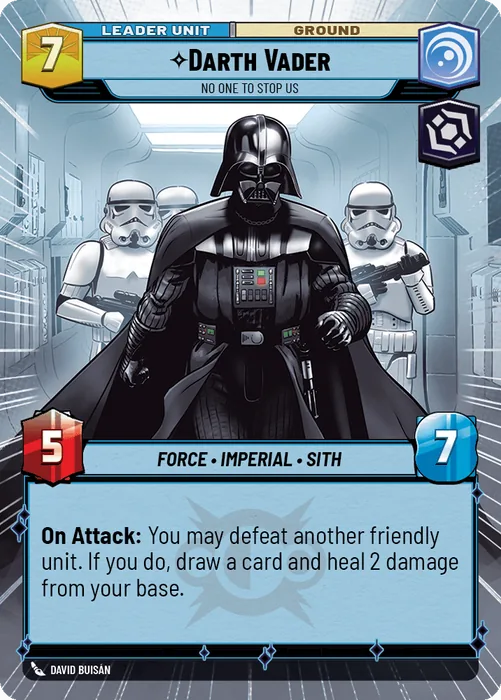 LEADER UNIT
GROUND
7
✧DARTH VADER
NO ONE TO STOP US
5
FORCE • IMPERIAL • SITH
7
On Attack: You may defeat another friendly
unit. If you do, draw a card and heal 2 damage
from your base.
DAVID BUISÁN